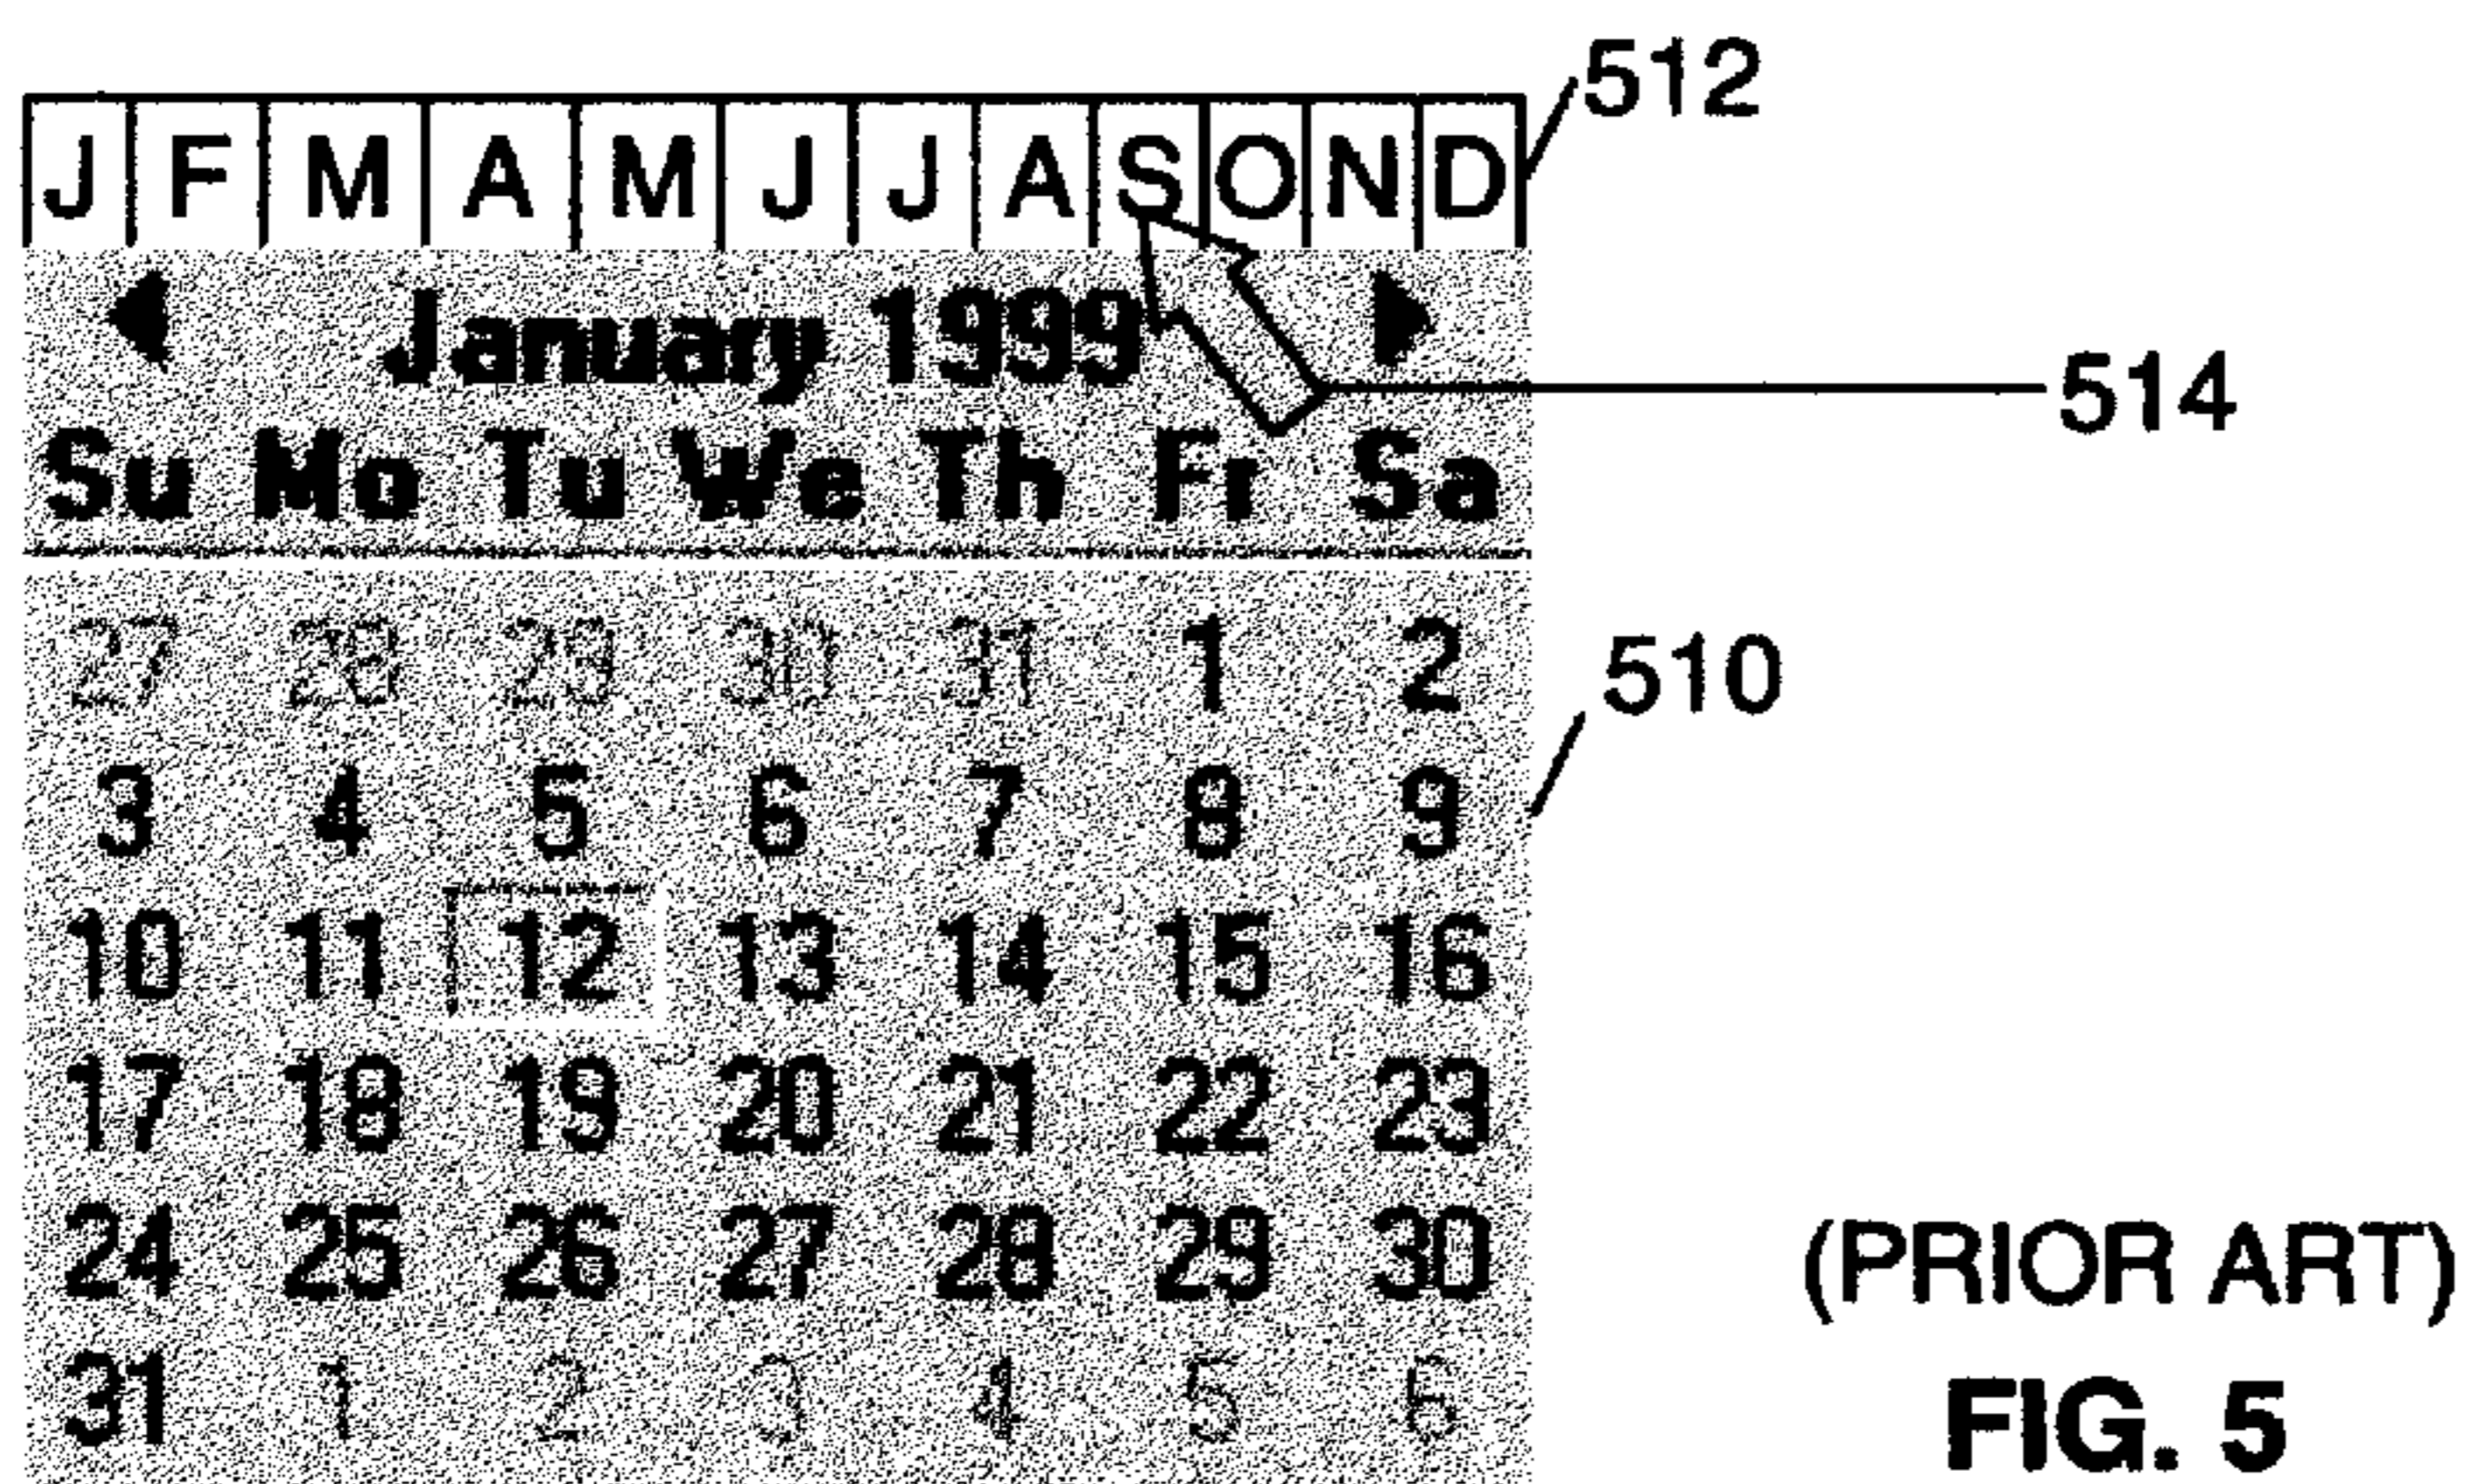 512
J F M A M J J A S O N D
January 1999
514
Su Mo Tu We Th Fr Sa
27 28 29 30 31 1 2
510
3 4 5 6 7 8 9
10 11 12 13 14 15 16
17 18 19 20 21 22 23
24 25 26 27 28 29 30
(PRIOR ART)
31 1 2 3 4 5 6
FIG. 5